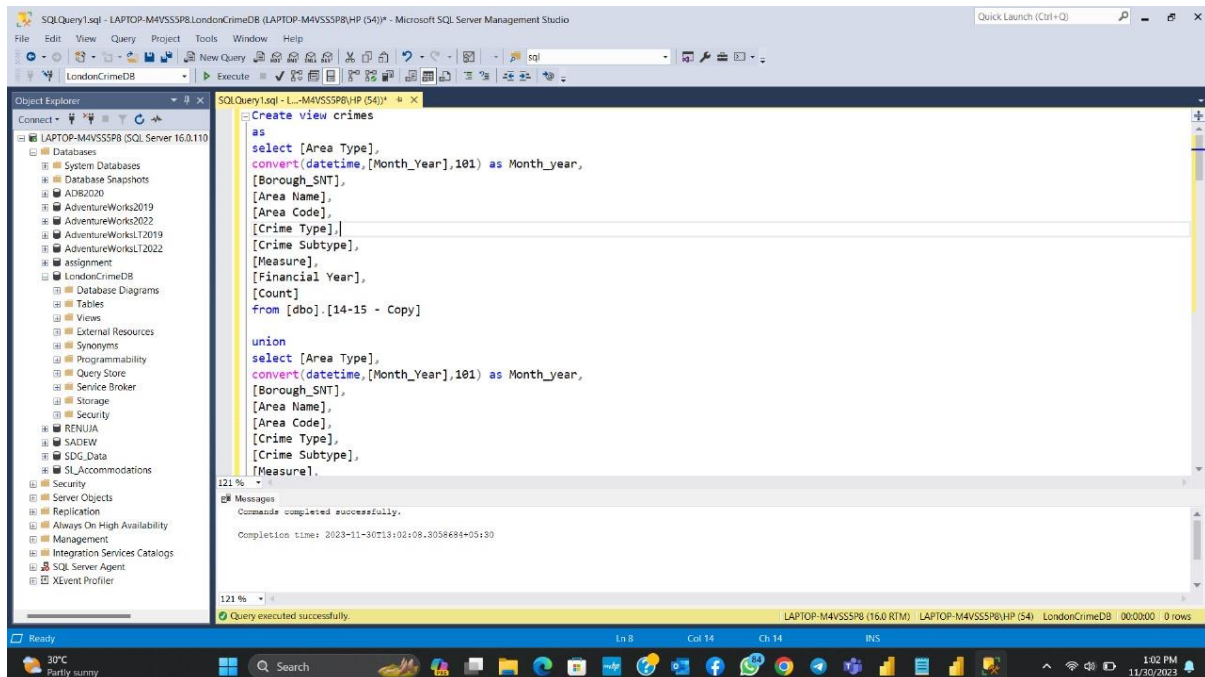 SQLQuery1.sql - LAPTOP-M4VSS5P8.LondonCrimeDB (LAPTOP-M4VSS5P8\HP (54))* - Microsoft SQL Server Management Studio
Quick Launch (Ctrl+Q)
File Edit View Query Project Tools Window Help
New Query
sql
LondonCrimeDB
Execute
Object Explorer
Connect
LAPTOP-M4VSS5P8 (SQL Server 16.0.110
Databases
System Databases
Database Snapshots
ADB2020
AdventureWorks2019
AdventureWorks2022
AdventureWorksLT2019
AdventureWorksLT2022
assignment
LondonCrimeDB
Database Diagrams
Tables
Views
External Resources
Synonyms
Programmability
Query Store
Service Broker
Storage
Security
RENUJA
SADEW
SDG_Data
SL_Accommodations
Security
Server Objects
Replication
Always On High Availability
Management
Integration Services Catalogs
SQL Server Agent
XEvent Profiler
SQLQuery1.sql - L...-M4VSS5P8\HP (54))*
Create view crimes
as
select [Area Type],
convert(datetime,[Month_Year],101) as Month_year,
[Borough_SNT],
[Area Name],
[Area Code],
[Crime Type],
[Crime Subtype],
[Measure],
[Financial Year],
[Count]
from [dbo].[14-15 - Copy]
union
select [Area Type],
convert(datetime,[Month_Year],101) as Month_year,
[Borough_SNT],
[Area Name],
[Area Code],
[Crime Type],
[Crime Subtype],
[Measure],
121 %
Messages
Commands completed successfully.
Completion time: 2023-11-30T13:02:08.3058684+05:30
121 %
Query executed successfully.
LAPTOP-M4VSS5P8 (16.0 RTM) LAPTOP-M4VSS5P8\HP (54) LondonCrimeDB 00:00:00 0 rows
Ready
Ln 8 Col 14 Ch 14 INS
30°C
Partly sunny
Search
84
1:02 PM
11/30/2023